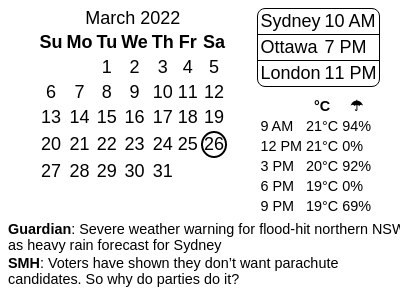 March 2022
Su Mo Tu We Th Fr Sa
1 2 3 4 5
6 7 8 9 10 11 12
13 14 15 16 17 18 19
20 21 22 23 24 25 26
27 28 29 30 31
Sydney 10 AM
Ottawa 7 PM
London 11 PM
°C ☂
9 AM 21°C 94%
12 PM 21°C 0%
3 PM 20°C 92%
6 PM 19°C 0%
9 PM 19°C 69%
Guardian: Severe weather warning for flood-hit northern NSW
as heavy rain forecast for Sydney
SMH: Voters have shown they don’t want parachute
candidates. So why do parties do it?